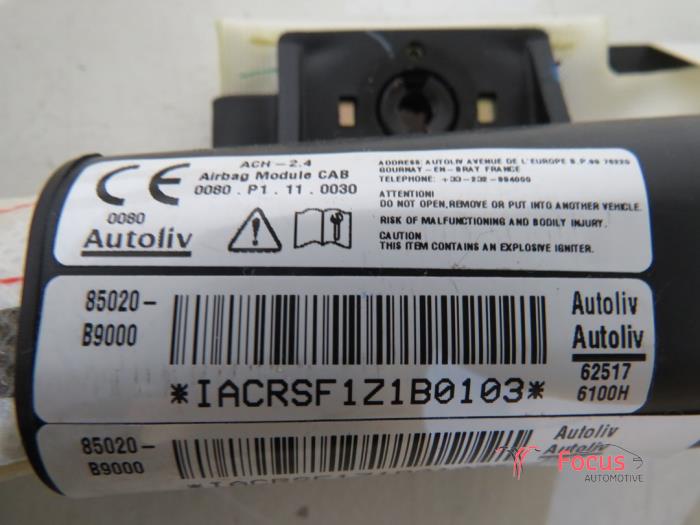 CE
0080
Autoliv
ACH - 2.4
Airbag Module CAB
0080 . P1 . 11 . 0030
ADDRESS: AUTOLIV AVENUE DE L'EUROPE B.P.99 76220
GOURNAY - EN - BRAY FRANCE
TELEPHONE: +33-232-894000
ATTENTION!
DO NOT OPEN,REMOVE OR PUT INTO ANOTHER VEHICLE.
RISK OF MALFUNCTIONING AND BODILY INJURY.
CAUTION
THIS ITEM CONTAINS AN EXPLOSIVE IGNITER.
85020-
B9000
*IACRSF1Z1B0103*
Autoliv
Autoliv
62517
6100H
85020-
B9000
Autoliv
Focus
AUTOMOTIVE